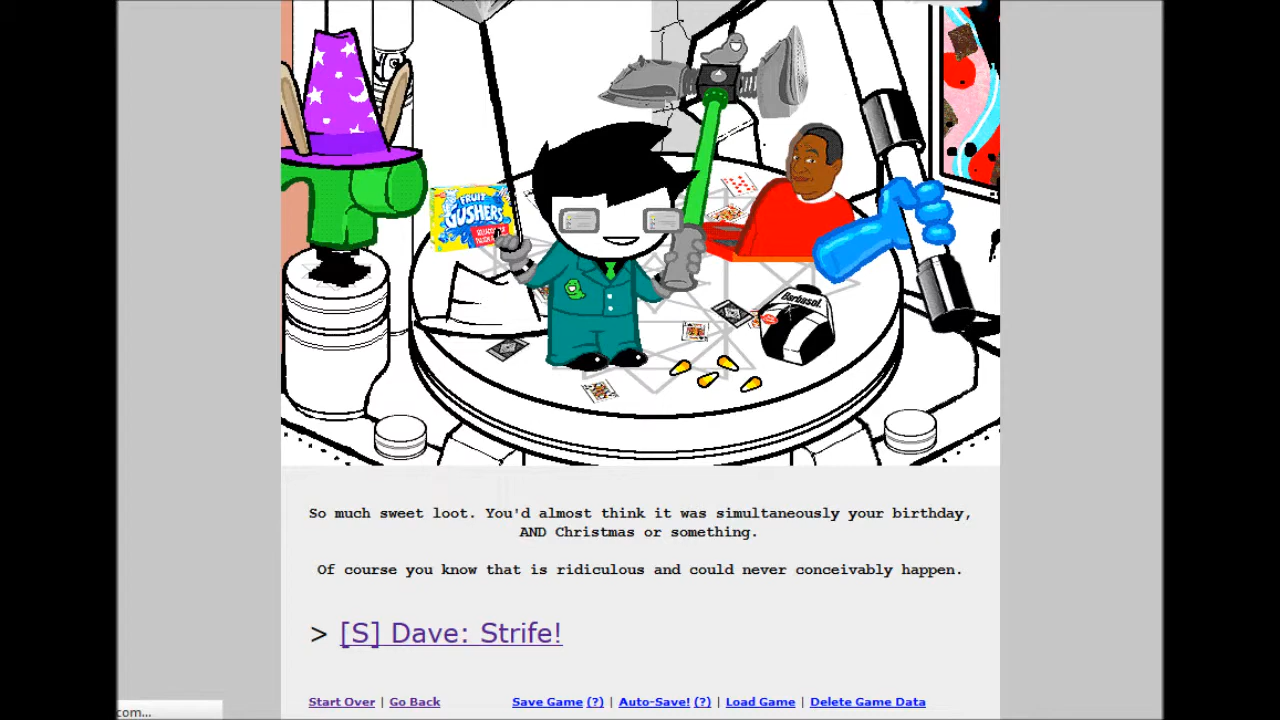 FRUIT
GUSHERS
Barbasol
So much sweet loot. You'd almost think it was simultaneously your birthday,
AND Christmas or something.
Of course you know that is ridiculous and could never conceivably happen.
> [S] Dave: Strife!
Start Over | Go Back Save Game (?) | Auto-Save! (?) | Load Game | Delete Game Data
com...